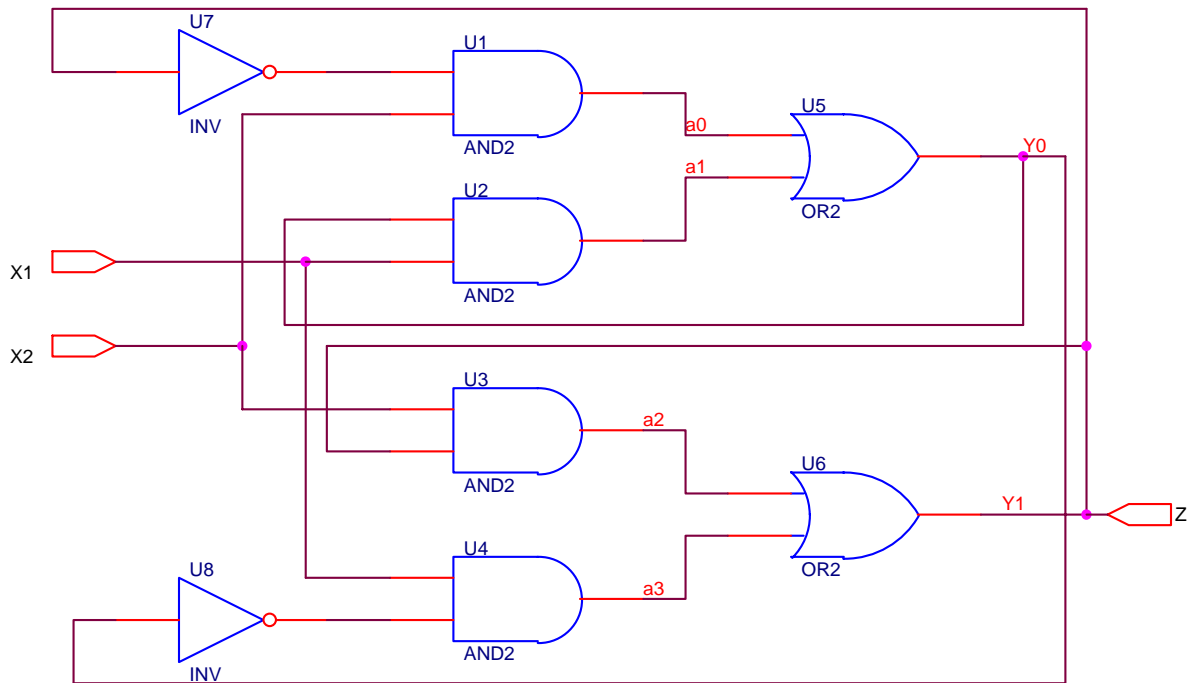 U7
INV
U1
AND2
a0
U5
OR2
Y0
a1
U2
AND2
X1
X2
U3
AND2
a2
U6
OR2
Y1
Z
U4
AND2
a3
U8
INV